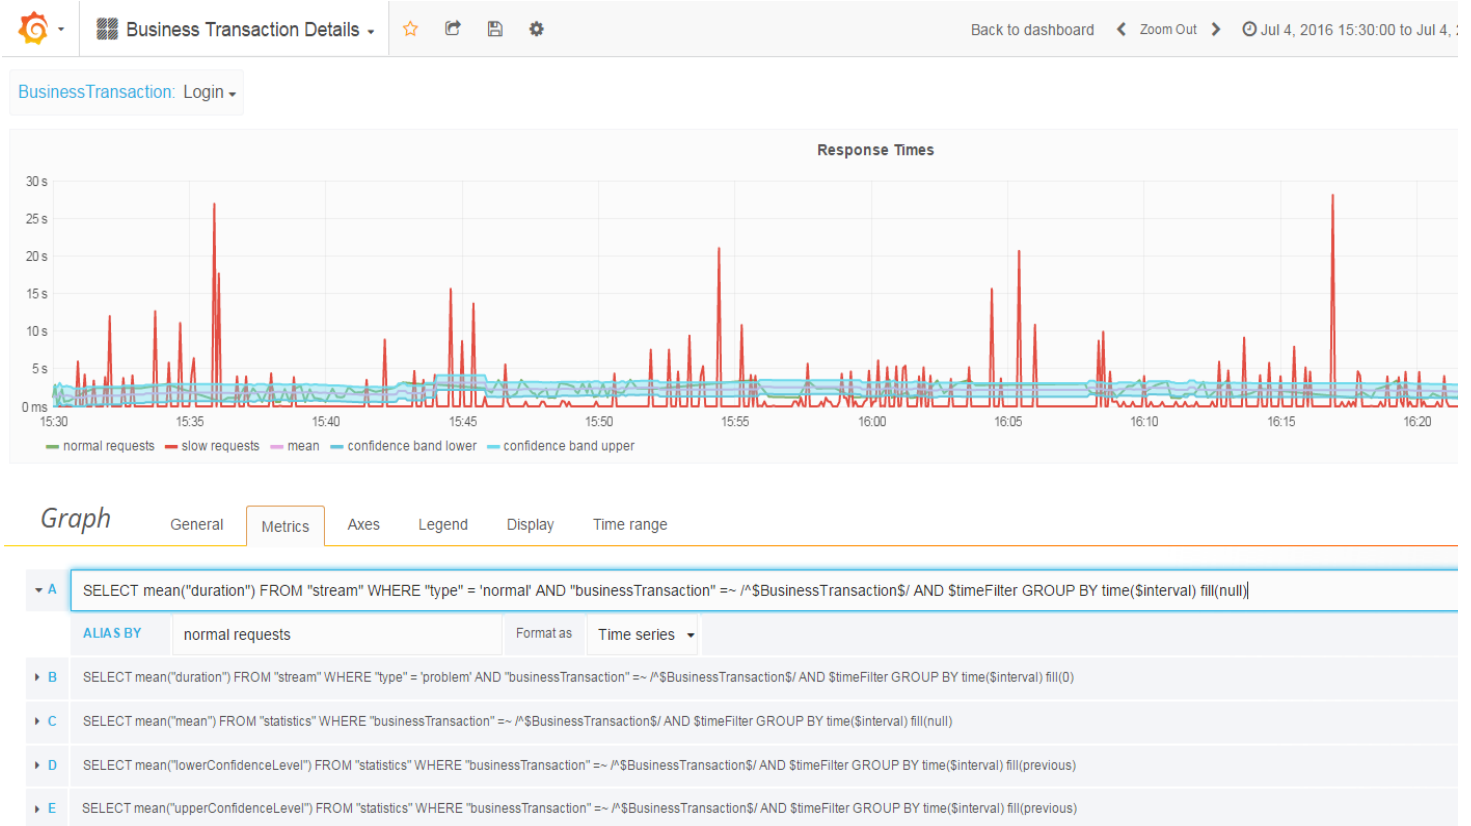 Business Transaction Details
Back to dashboard Zoom Out Jul 4, 2016 15:30:00 to Jul 4,
BusinessTransaction: Login
Response Times
30 s
25 s
20 s
15 s
10 s
5 s
0 ms
15:30 15:35 15:40 15:45 15:50 15:55 16:00 16:05 16:10 16:15 16:20
normal requests slow requests mean confidence band lower confidence band upper
Graph General Metrics Axes Legend Display Time range
A SELECT mean("duration") FROM "stream" WHERE "type" = 'normal' AND "businessTransaction" =~ /^$BusinessTransaction$/ AND $timeFilter GROUP BY time($interval) fill(null)
ALIAS BY normal requests Format as Time series
B SELECT mean("duration") FROM "stream" WHERE "type" = 'problem' AND "businessTransaction" =~ /^$BusinessTransaction$/ AND $timeFilter GROUP BY time($interval) fill(0)
C SELECT mean("mean") FROM "statistics" WHERE "businessTransaction" =~ /^$BusinessTransaction$/ AND $timeFilter GROUP BY time($interval) fill(null)
D SELECT mean("lowerConfidenceLevel") FROM "statistics" WHERE "businessTransaction" =~ /^$BusinessTransaction$/ AND $timeFilter GROUP BY time($interval) fill(previous)
E SELECT mean("upperConfidenceLevel") FROM "statistics" WHERE "businessTransaction" =~ /^$BusinessTransaction$/ AND $timeFilter GROUP BY time($interval) fill(previous)